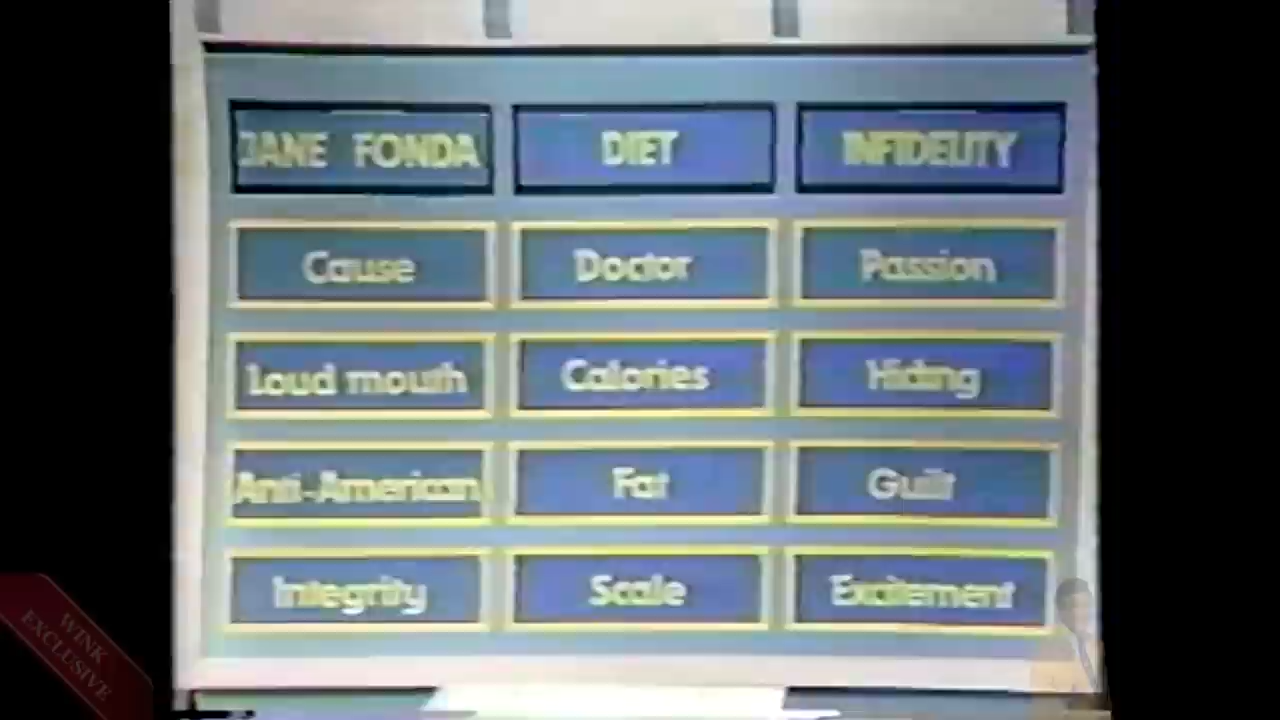 JANE FONDA DIET INFIDELITY
Cause Doctor Passion
Loud mouth Calories Hiding
Anti-American Fat Guilt
Integrity Scale Excitement
WINK
EXCLUSIVE